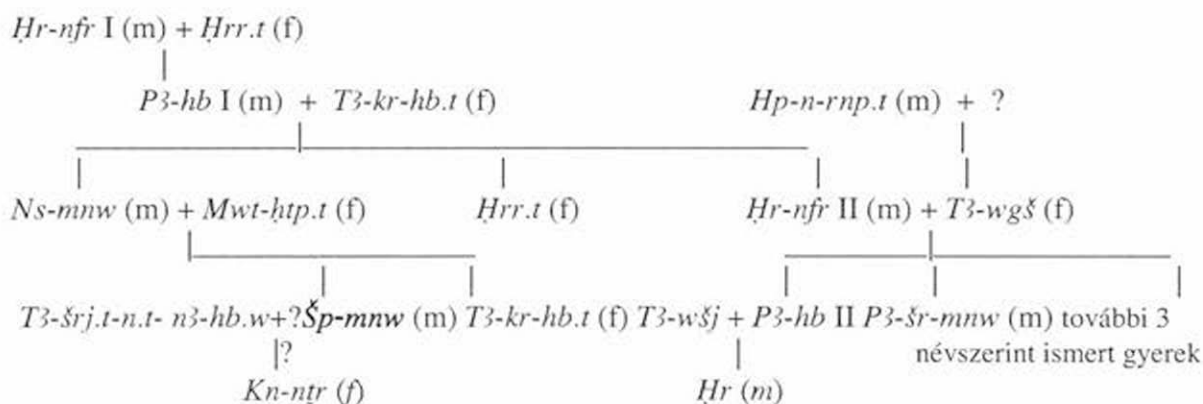 Ḥr-nfr I (m) + Ḥrr.t (f)
P3-hb I (m) + T3-kr-hb.t (f) Hp-n-rnp.t (m) + ?
Ns-mnw (m) + Mwt-ḥtp.t (f) Ḥrr.t (f) Ḥr-nfr II (m) + T3-wgš (f)
T3-šrj.t-n.t- n3-hb.w+?Šp-mnw (m) T3-kr-hb.t (f) T3-wšj + P3-hb II P3-šr-mnw (m) további 3
? névszerint ismert gyerek
Kn-nṯr (f) Ḥr (m)